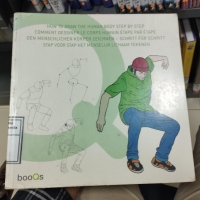 HOW TO DRAW THE HUMAN BODY STEP BY STEP
COMMENT DESSINER LE CORPS HUMAIN ÉTAPE PAR ÉTAPE
DEN MENSCHLICHEN KÖRPER ZEICHNEN - SCHRITT FÜR SCHRITT
STAP VOOR STAP HET MENSELIJK LICHAAM TEKENEN
booQs